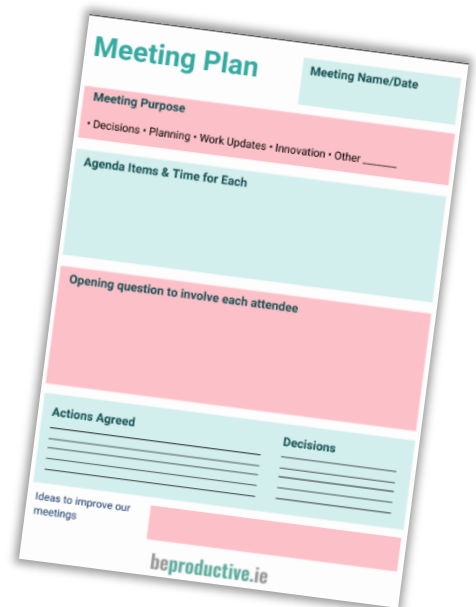 Meeting Plan
Meeting Name/Date
Meeting Purpose
• Decisions • Planning • Work Updates • Innovation • Other ______
Agenda Items & Time for Each
Opening question to involve each attendee
Actions Agreed
Decisions
Ideas to improve our
meetings
beproductive.ie